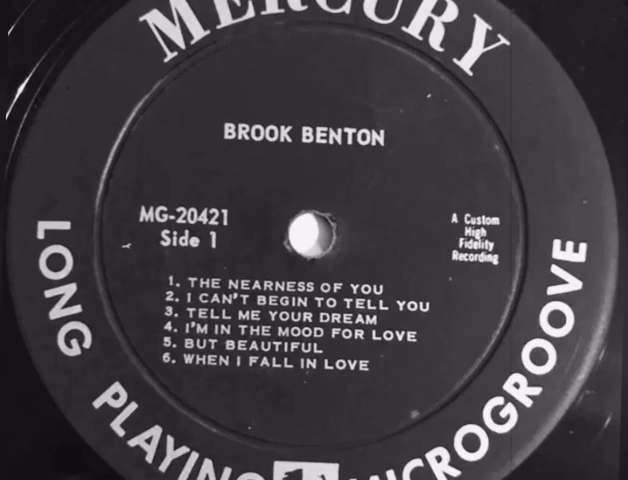 MERCURY
BROOK BENTON
MG-20421
Side 1
A Custom
High
Fidelity
Recording
1. THE NEARNESS OF YOU
2. I CAN'T BEGIN TO TELL YOU
3. TELL ME YOUR DREAM
4. I'M IN THE MOOD FOR LOVE
5. BUT BEAUTIFUL
6. WHEN I FALL IN LOVE
LONG PLAYING MICROGROOVE